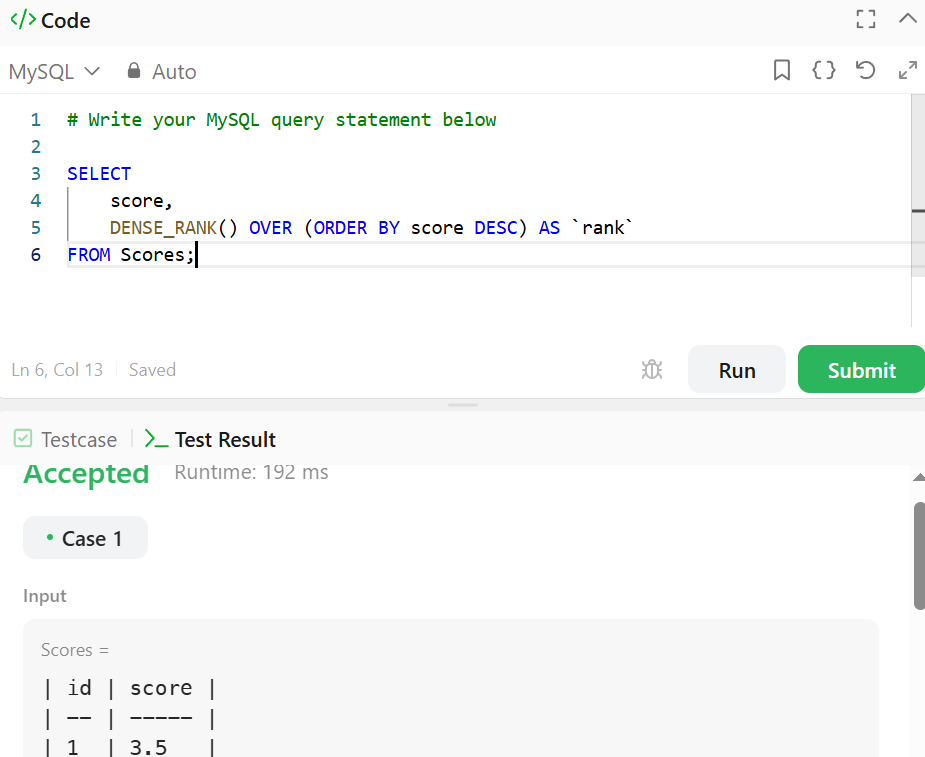 </> Code
MySQL Auto
1 # Write your MySQL query statement below
2
3 SELECT
4 score,
5 DENSE_RANK() OVER (ORDER BY score DESC) AS `rank`
6 FROM Scores;
Ln 6, Col 13 Saved
Run Submit
Testcase Test Result
Accepted Runtime: 192 ms
• Case 1
Input
Scores =
| id | score |
| -- | ----- |
| 1 | 3.5 |